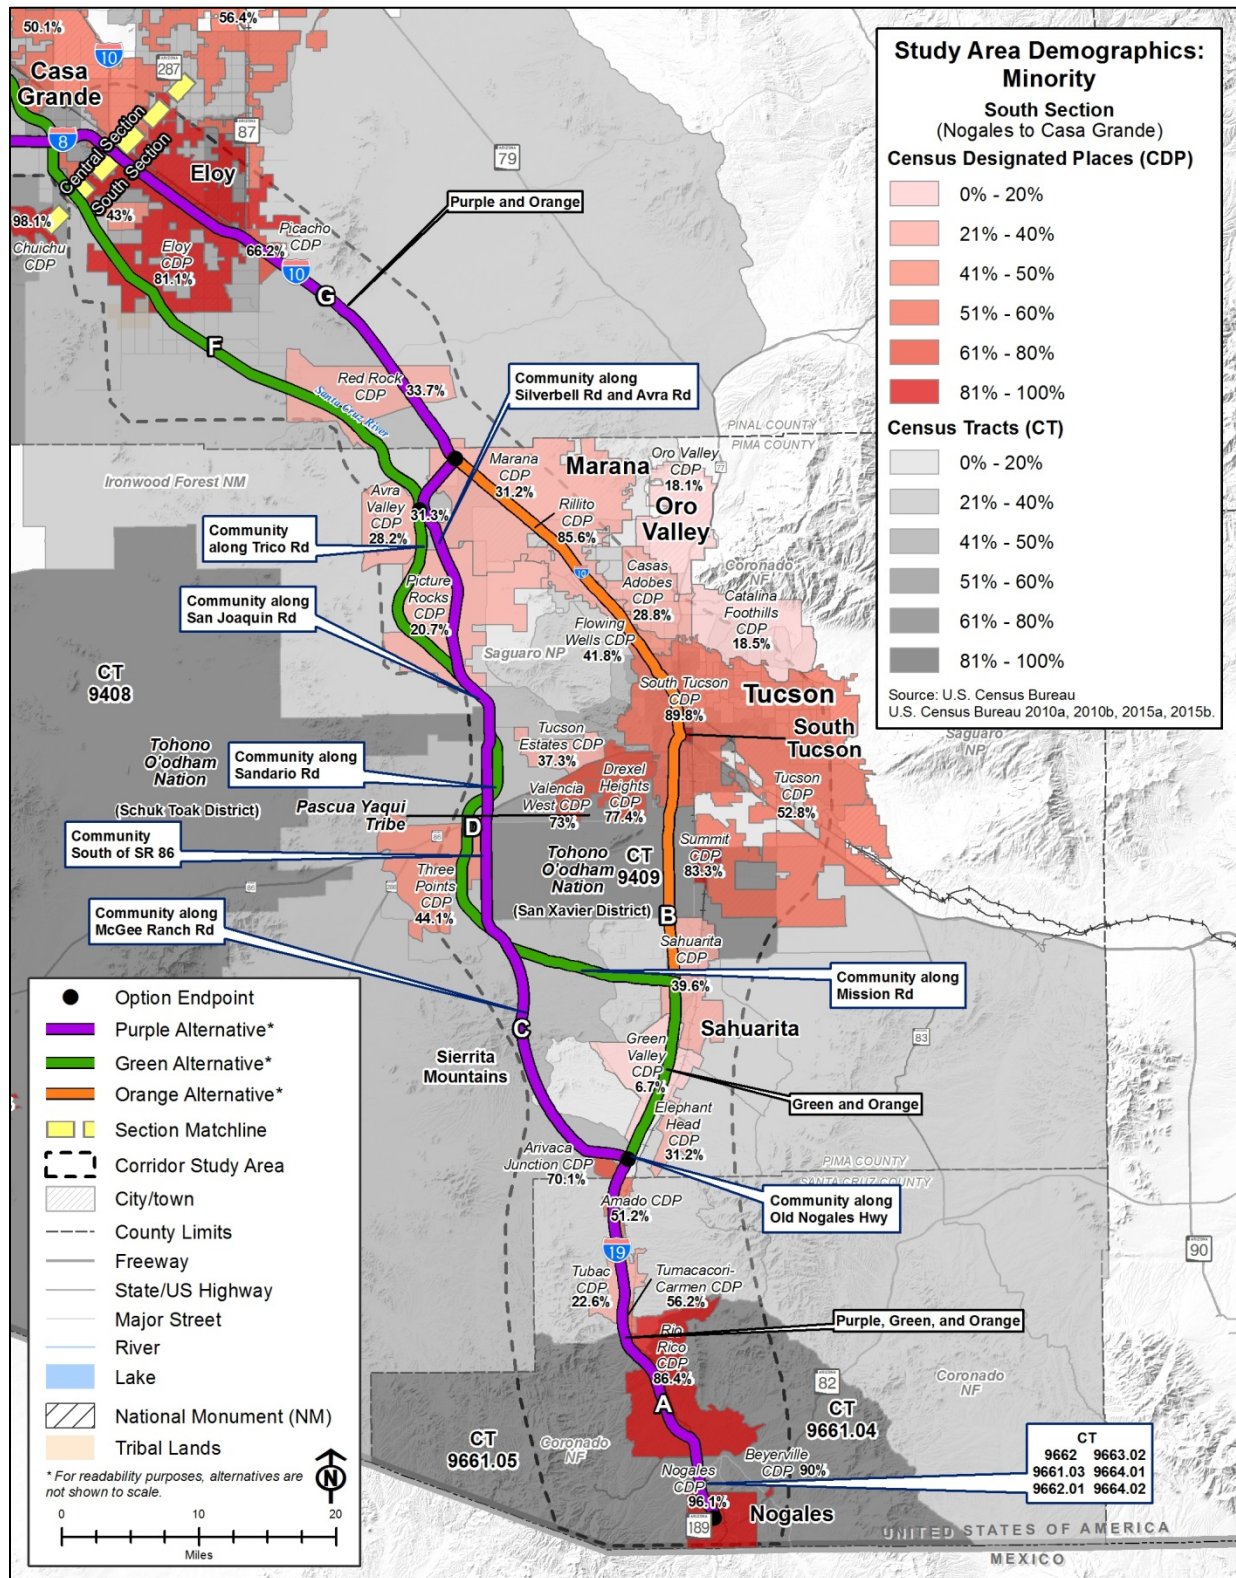 50.1%
56.4%
10
287
Casa
Grande
8
Central Section
South Section
87
Eloy
79
98.1%
Chuichu
CDP
43%
Eloy
CDP
81.1%
Picacho
CDP
66.2%
10
G
Purple and Orange
F
Red Rock
CDP
33.7%
Santa Cruz River
Community along
Silverbell Rd and Avra Rd
PINAL COUNTY
PIMA COUNTY
Ironwood Forest NM
Marana
CDP
31.2%
Marana
Oro Valley
CDP
18.1%
77
Oro
Valley
Rillito
CDP
85.6%
Avra
Valley
CDP
28.2%
31.3%
Community
along Trico Rd
10
Casas
Adobes
CDP
28.8%
Coronado
NF
Catalina
Foothills
CDP
18.5%
Picture
Rocks
CDP
20.7%
Community along
San Joaquin Rd
Saguaro NP
Flowing
Wells CDP
41.8%
CT
9408
South Tucson
CDP
89.8%
Tucson
South
Tucson
Saguaro
NP
Tohono
O'odham
Nation
(Schuk Toak District)
Community along
Sandario Rd
Tucson
Estates CDP
37.3%
Drexel
Heights
CDP
77.4%
Valencia
West CDP
73%
Tucson
CDP
52.8%
Pascua Yaqui
Tribe
D
86
Community
South of SR 86
Three
Points
CDP
44.1%
86
286
Tohono
O'odham
Nation
(San Xavier District)
CT
9409
Summit
CDP
83.3%
B
Community along
McGee Ranch Rd
Sahuarita
CDP
39.6%
Community along
Mission Rd
Sahuarita
83
C
Sierrita
Mountains
Green
Valley
CDP
6.7%
Green and Orange
Elephant
Head
CDP
31.2%
Arivaca
Junction CDP
70.1%
PIMA COUNTY
SANTA CRUZ COUNTY
Community along
Old Nogales Hwy
Amado CDP
51.2%
19
90
Tubac
CDP
22.6%
Tumacacori-
Carmen CDP
56.2%
Purple, Green, and Orange
Rio
Rico
CDP
86.4%
A
82
Coronado
NF
CT
9661.04
CT
9661.05
Coronado
NF
Beyerville
CDP 90%
Nogales
CDP
96.1%
Nogales
189
CT
9662 9663.02
9661.03 9664.01
9662.01 9664.02
UNITED STATES OF AMERICA
MEXICO
Study Area Demographics:
Minority
South Section
(Nogales to Casa Grande)
Census Designated Places (CDP)
0% - 20%
21% - 40%
41% - 50%
51% - 60%
61% - 80%
81% - 100%
Census Tracts (CT)
0% - 20%
21% - 40%
41% - 50%
51% - 60%
61% - 80%
81% - 100%
Source: U.S. Census Bureau
U.S. Census Bureau 2010a, 2010b, 2015a, 2015b.
Option Endpoint
Purple Alternative*
Green Alternative*
Orange Alternative*
Section Matchline
Corridor Study Area
City/town
County Limits
Freeway
State/US Highway
Major Street
River
Lake
National Monument (NM)
Tribal Lands
* For readability purposes, alternatives are
not shown to scale.
N
0 10 20
Miles